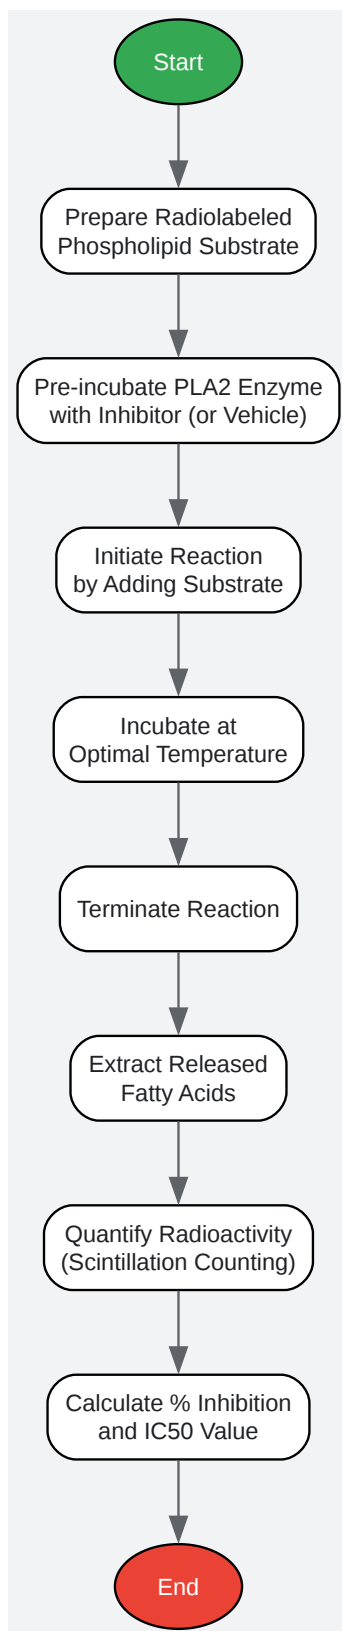 Start
Prepare Radiolabeled
Phospholipid Substrate
Pre-incubate PLA2 Enzyme
with Inhibitor (or Vehicle)
Initiate Reaction
by Adding Substrate
Incubate at
Optimal Temperature
Terminate Reaction
Extract Released
Fatty Acids
Quantify Radioactivity
(Scintillation Counting)
Calculate % Inhibition
and IC50 Value
End